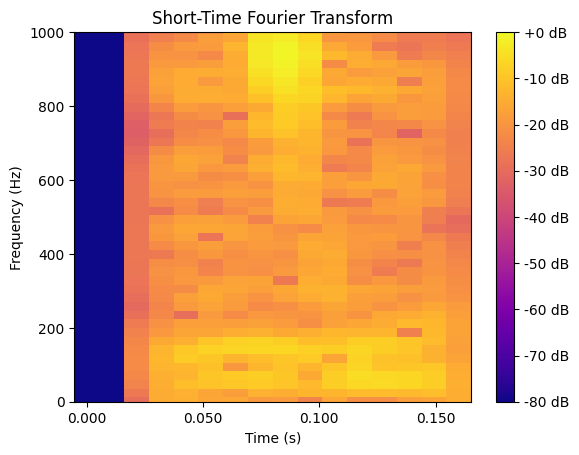 Short-Time Fourier Transform
1000
800
600
400
200
0
Frequency (Hz)
0.000
0.050
0.100
0.150
Time (s)
+0 dB
-10 dB
-20 dB
-30 dB
-40 dB
-50 dB
-60 dB
-70 dB
-80 dB